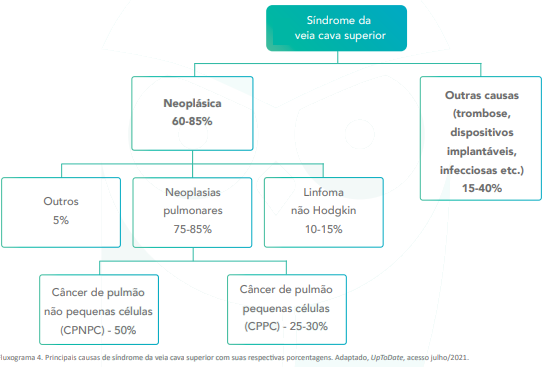 Síndrome da
veia cava superior
Neoplásica
60-85%
Outras causas
(trombose,
dispositivos
implantáveis,
infecciosas etc.)
15-40%
Outros
5%
Neoplasias
pulmonares
75-85%
Linfoma
não Hodgkin
10-15%
Câncer de pulmão
não pequenas células
(CPNPC) - 50%
Câncer de pulmão
pequenas células
(CPPC) - 25-30%
luxograma 4. Principais causas de síndrome da veia cava superior com suas respectivas porcentagens. Adaptado, UpToDate, acesso julho/2021.